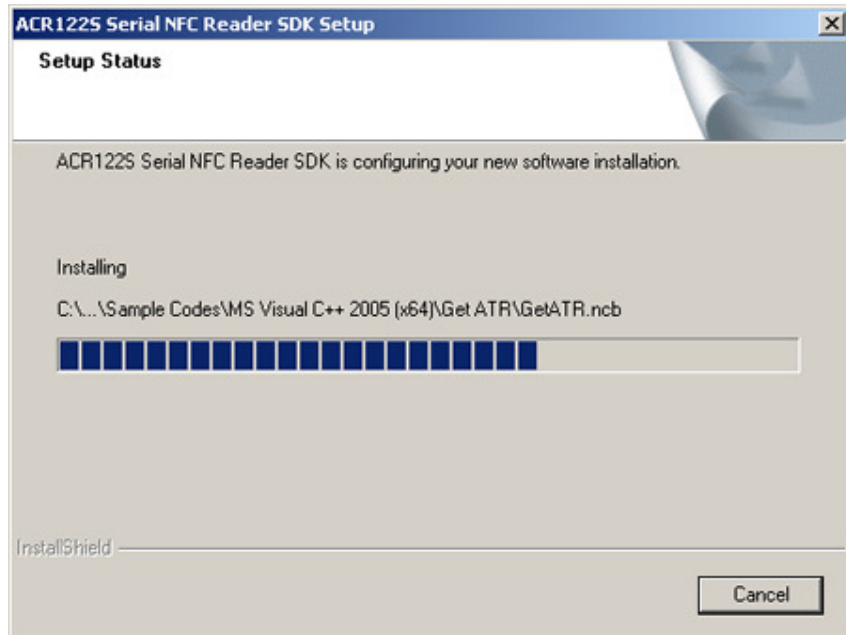 ACR122S Serial NFC Reader SDK Setup
Setup Status
ACR122S Serial NFC Reader SDK is configuring your new software installation.
Installing
C:\...\Sample Codes\MS Visual C++ 2005 (x64)\Get ATR\GetATR.ncb
InstallShield
Cancel